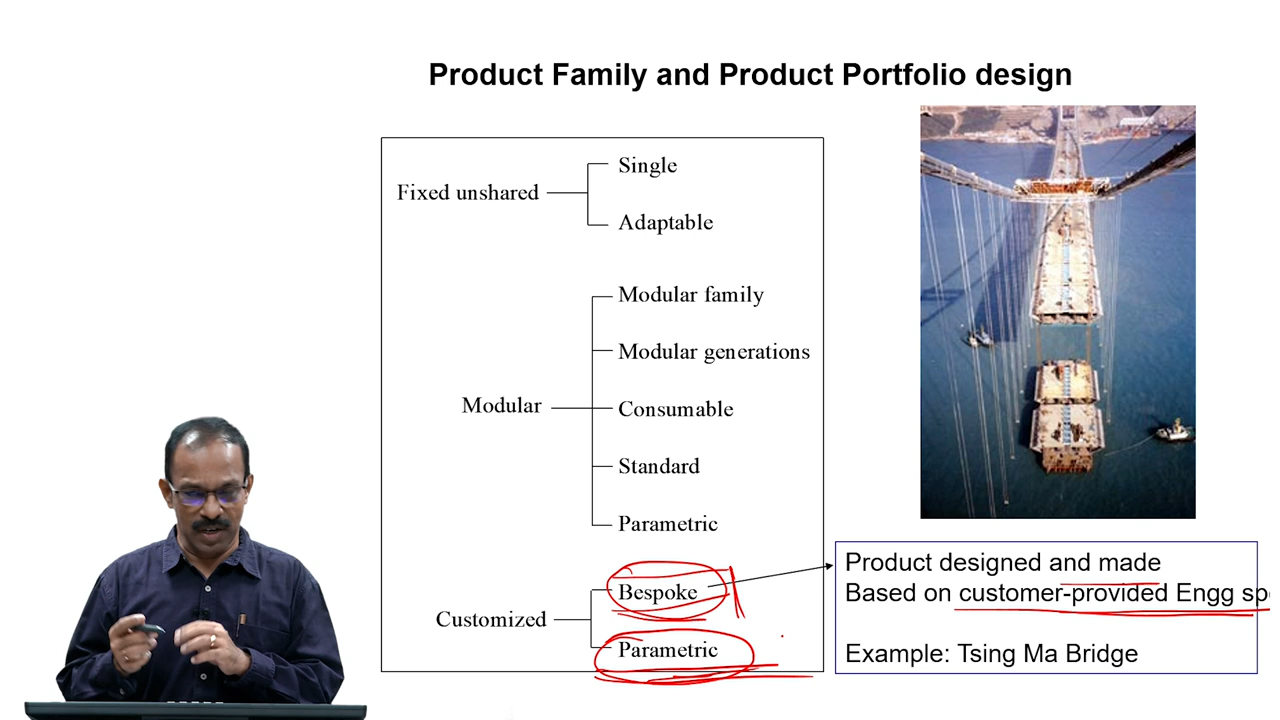 Product Family and Product Portfolio design
Fixed unshared
Single
Adaptable
Modular
Modular family
Modular generations
Consumable
Standard
Parametric
Customized
Bespoke
Parametric
Product designed and made
Based on customer-provided Engg sp
Example: Tsing Ma Bridge